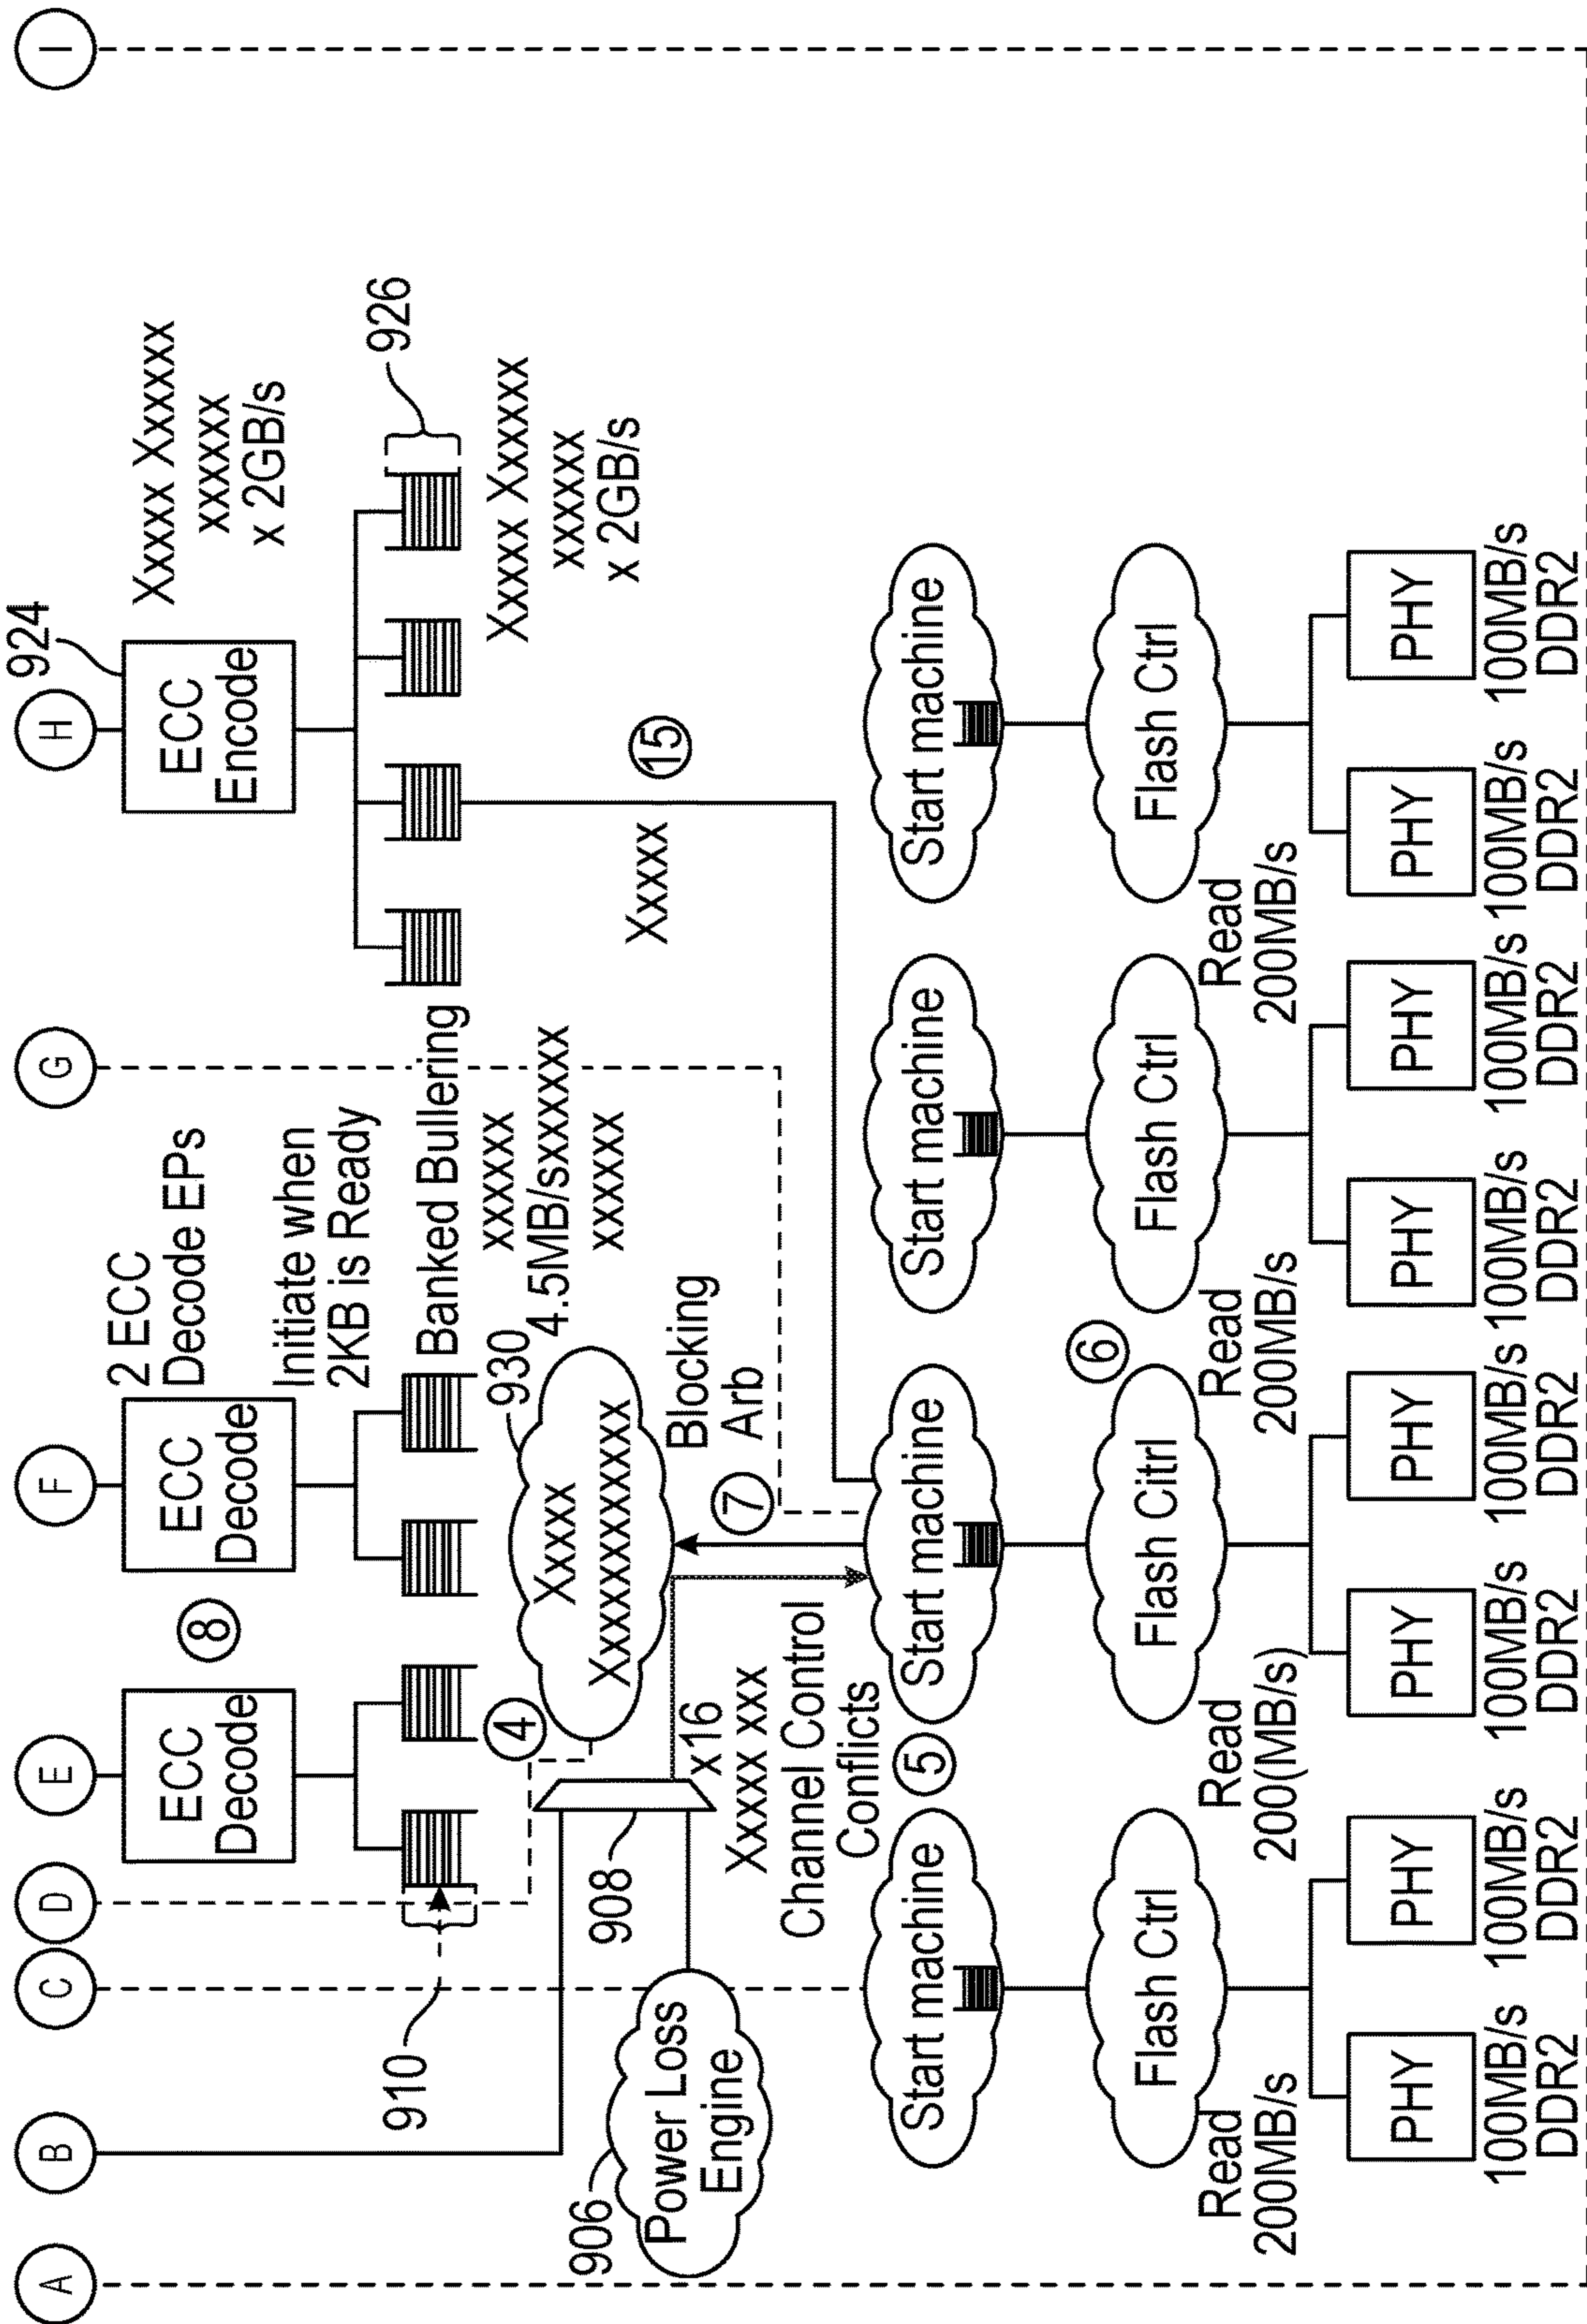 A
B
C
D
E
F
G
H
I
924
ECC
Decode
8
ECC
Decode
2 ECC
Decode EPs
Initiate when
2KB is Ready
ECC
Encode
Xxxxx Xxxxxx
xxxxx
x 2GB/s
910
Banked Bullering
xxxxxx
4.5MB/sxxxxxx
xxxxxx
926
Xxxxx Xxxxxx
xxxxx
x 2GB/s
4
930
Xxxxx
Xxxxxxxxxxxx
906
Power Loss
Engine
908
x16
Xxxxx xxx
Channel Control
Conflicts
7
Blocking
Arb
Xxxxx
15
5
Start machine
Start machine
Start machine
Start machine
6
Flash Ctrl
Flash Citrl
Flash Ctrl
Flash Ctrl
Read
200MB/s
Read
200(MB/s)
Read
200MB/s
Read
200MB/s
PHY
PHY
PHY
PHY
PHY
PHY
PHY
PHY
100MB/s
DDR2
100MB/s
DDR2
100MB/s
DDR2
100MB/s
DDR2
100MB/s
DDR2
100MB/s
DDR2
100MB/s
DDR2
100MB/s
DDR2